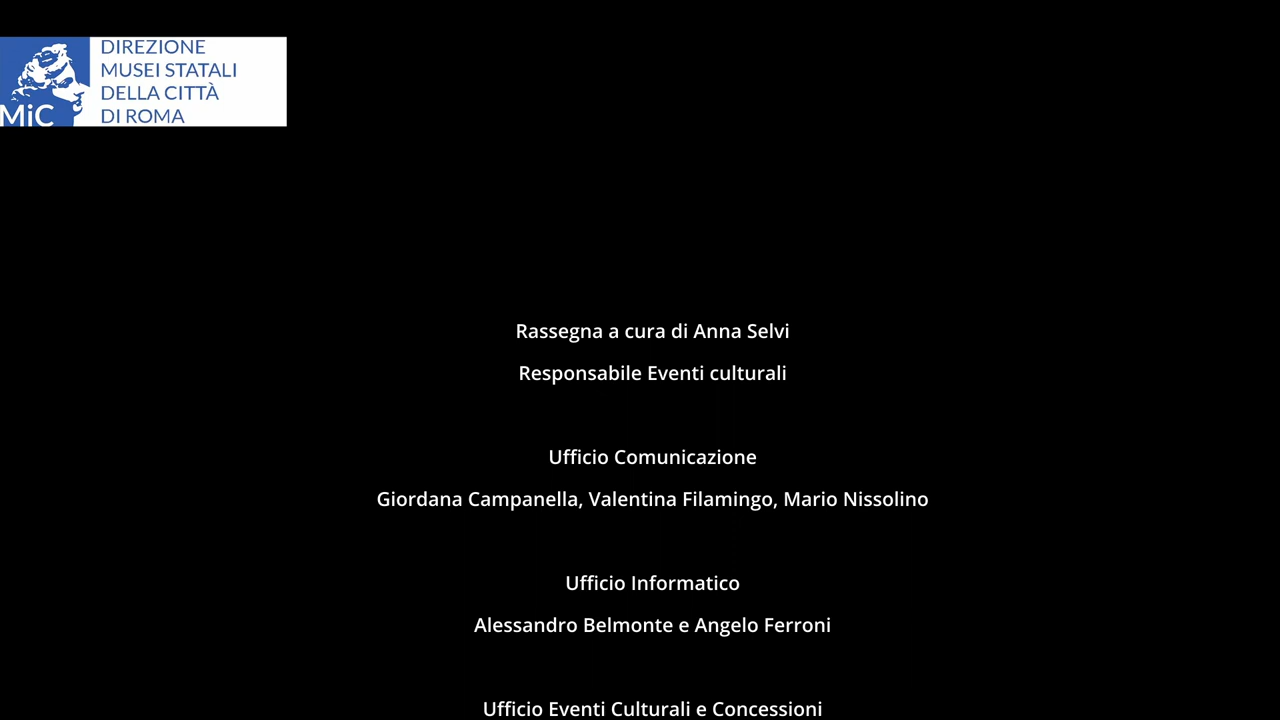 DIREZIONE
MUSEI STATALI
DELLA CITTÀ
DI ROMA
MiC
Rassegna a cura di Anna Selvi
Responsabile Eventi culturali
Ufficio Comunicazione
Giordana Campanella, Valentina Filamingo, Mario Nissolino
Ufficio Informatico
Alessandro Belmonte e Angelo Ferroni
Ufficio Eventi Culturali e Concessioni